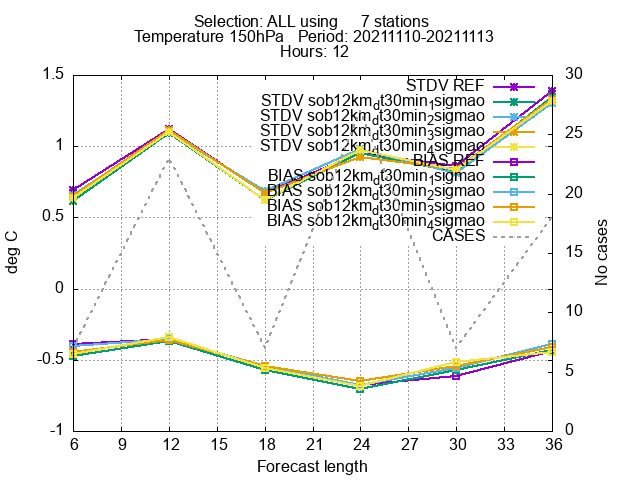 Selection: ALL using 7 stations
Temperature 150hPa Period: 20211110-20211113
Hours: 12
1.5
1
0.5
0
-0.5
-1
deg C
30
25
20
15
10
5
0
No cases
STDV REF
STDV sob12km_dt30min_1sigmao
STDV sob12km_dt30min_2sigmao
STDV sob12km_dt30min_3sigmao
STDV sob12km_dt30min_4sigmao
BIAS REF
BIAS sob12km_dt30min_1sigmao
BIAS sob12km_dt30min_2sigmao
BIAS sob12km_dt30min_3sigmao
BIAS sob12km_dt30min_4sigmao
CASES
6 9 12 15 18 21 24 27 30 33 36
Forecast length